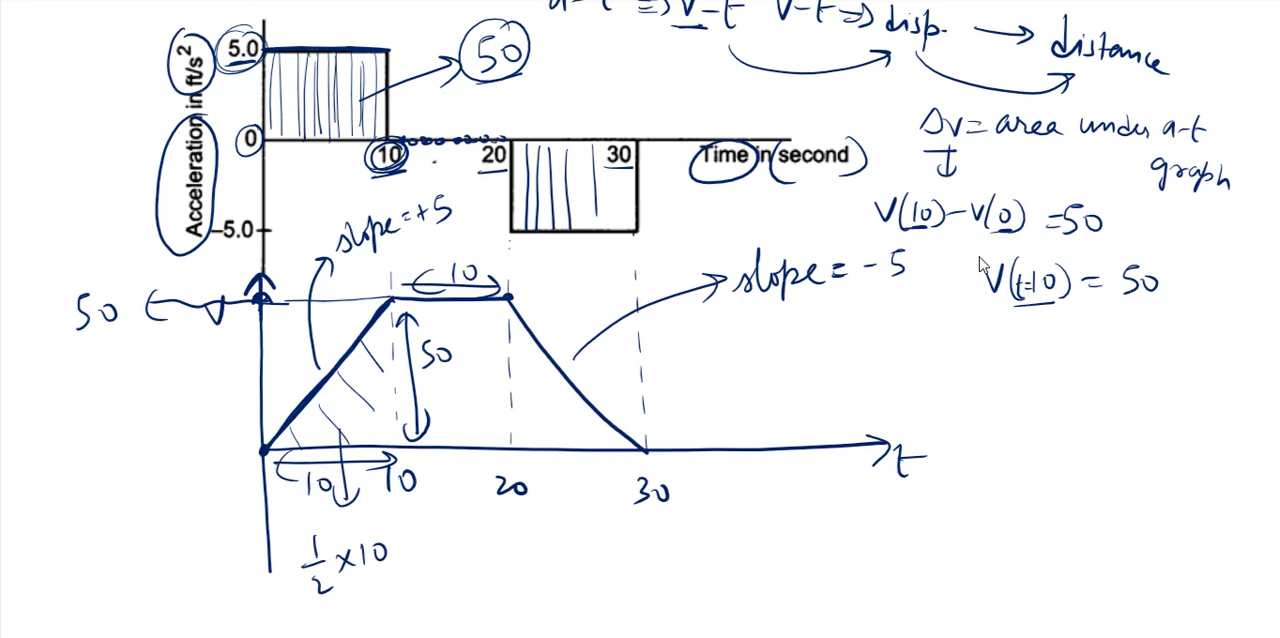 a-t ⇒ v-t v-t ⇒ disp. → distance
5.0
50
Acceleration in ft/s²
0
10 20 30 Time in second
-5.0
Δv = area under a-t
graph
V(10)-V(0) =50
V(t=10) = 50
slope=+5
10
slope = -5
50
V
50
t
10 10 20 30
1/2 ×10